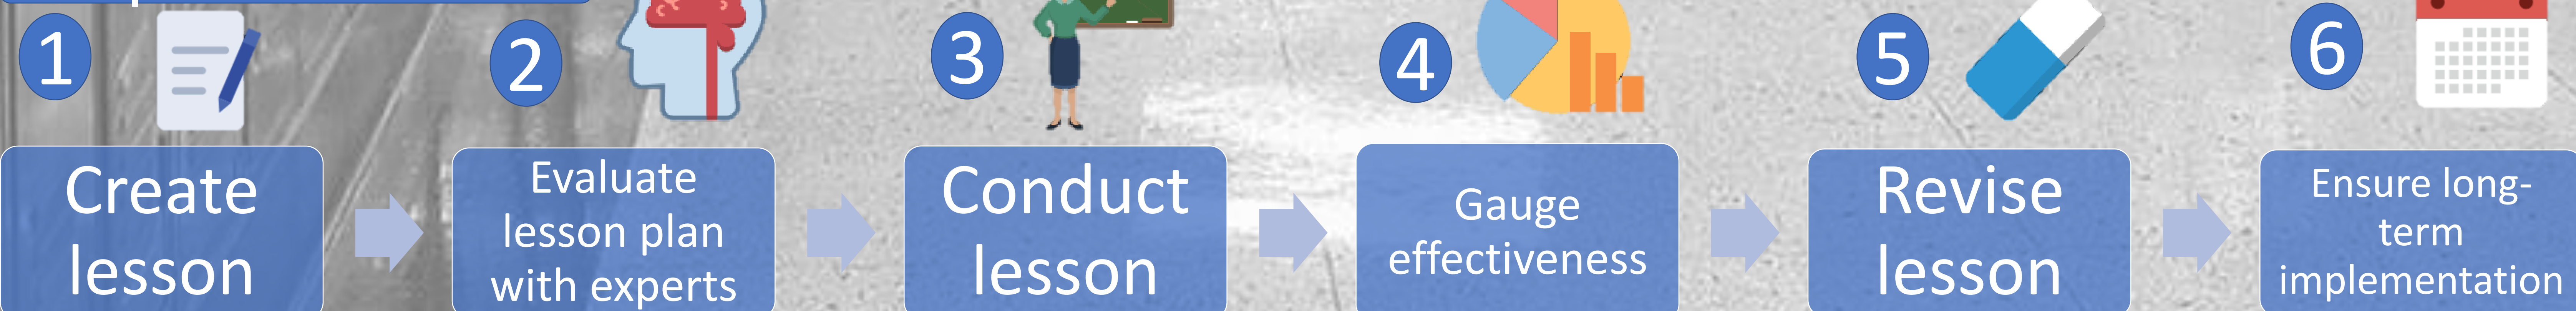 1
Create
lesson
2
Evaluate
lesson plan
with experts
3
Conduct
lesson
4
Gauge
effectiveness
5
Revise
lesson
6
Ensure long-
term
implementation